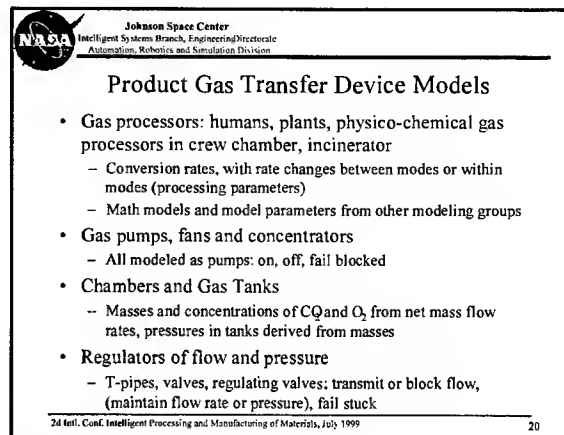 NASA
Johnson Space Center
Intelligent Systems Branch, Engineering Directorate
Automation, Robotics and Simulation Division
Product Gas Transfer Device Models
• Gas processors: humans, plants, physico-chemical gas
processors in crew chamber, incinerator
– Conversion rates, with rate changes between modes or within
modes (processing parameters)
– Math models and model parameters from other modeling groups
• Gas pumps, fans and concentrators
– All modeled as pumps: on, off, fail blocked
• Chambers and Gas Tanks
– Masses and concentrations of CO₂ and O₂ from net mass flow
rates, pressures in tanks derived from masses
• Regulators of flow and pressure
– T-pipes, valves, regulating valves: transmit or block flow,
(maintain flow rate or pressure), fail stuck
2d Intl. Conf. Intelligent Processing and Manufacturing of Materials, July 1999
20